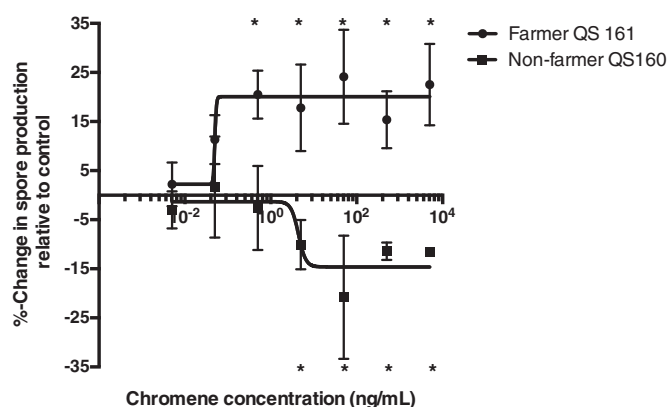 * * * * *
35
25
15
5
-5
-15
-25
-35
10-2 100 102 104
* * * *
%-Change in spore production
relative to control
Chromene concentration (ng/mL)
Farmer QS 161
Non-farmer QS160